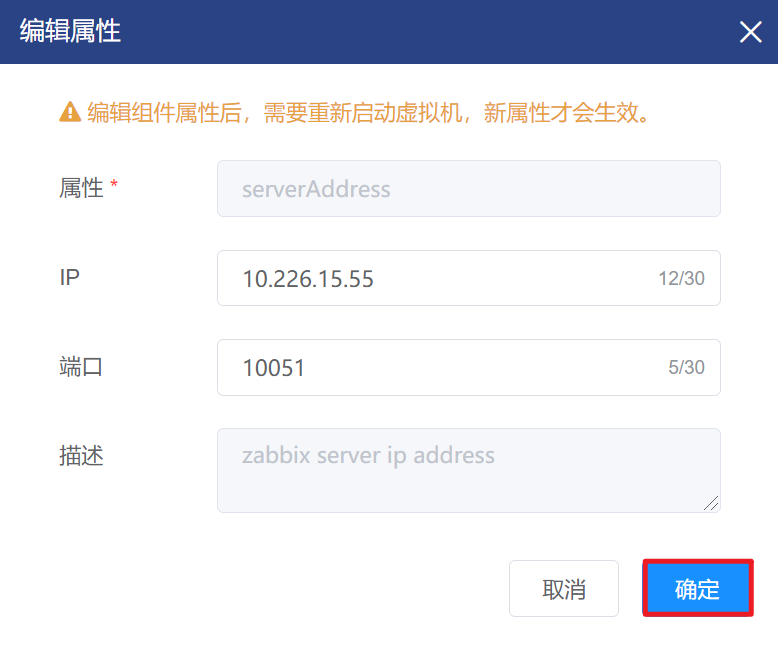 编辑属性
编辑组件属性后，需要重新启动虚拟机，新属性才会生效。
属性 * serverAddress
IP 10.226.15.55 12/30
端口 10051 5/30
描述 zabbix server ip address
取消 确定